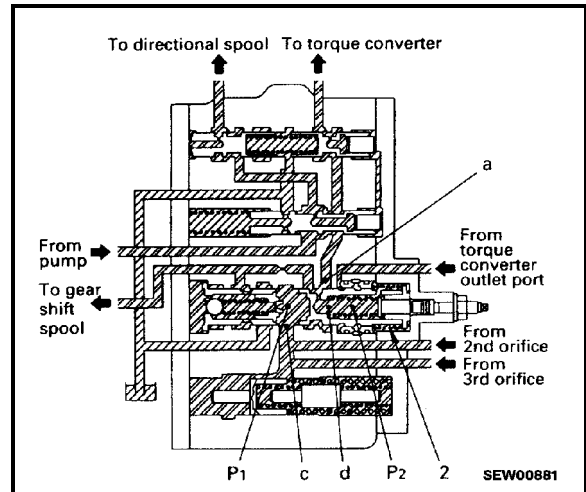 To directional spool
To torque converter
a
From
pump
From
torque
converter
outlet port
To gear
shift
spool
From
2nd orifice
From
3rd orifice
P1
c
d
P2
2
SEW00881